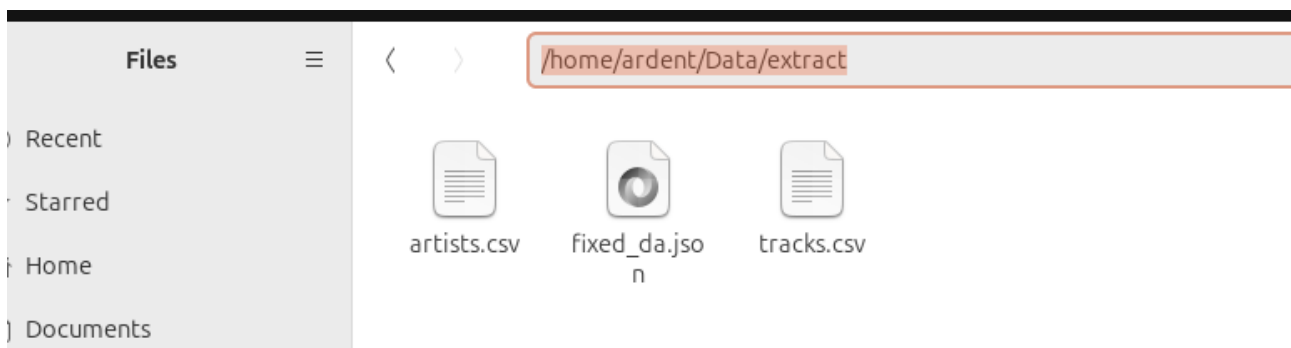 Files
/home/ardent/Data/extract
Recent
Starred
Home
Documents
artists.csv
fixed_da.jso
n
tracks.csv